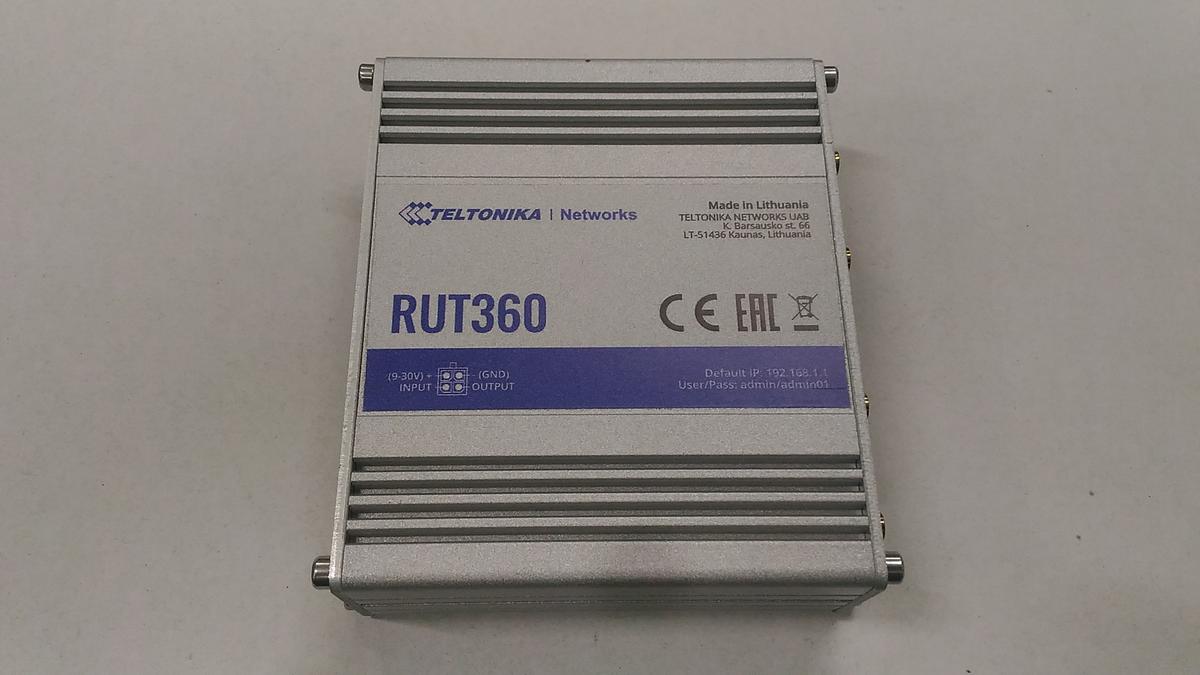 TELTONIKA | Networks
Made in Lithuania
TELTONIKA NETWORKS UAB
K. Barsausko st. 66
LT-51436 Kaunas, Lithuania
RUT360
CE EAC
(9-30V) + - (GND)
INPUT OUTPUT
Default IP: 192.168.1.1
User/Pass: admin/admin01